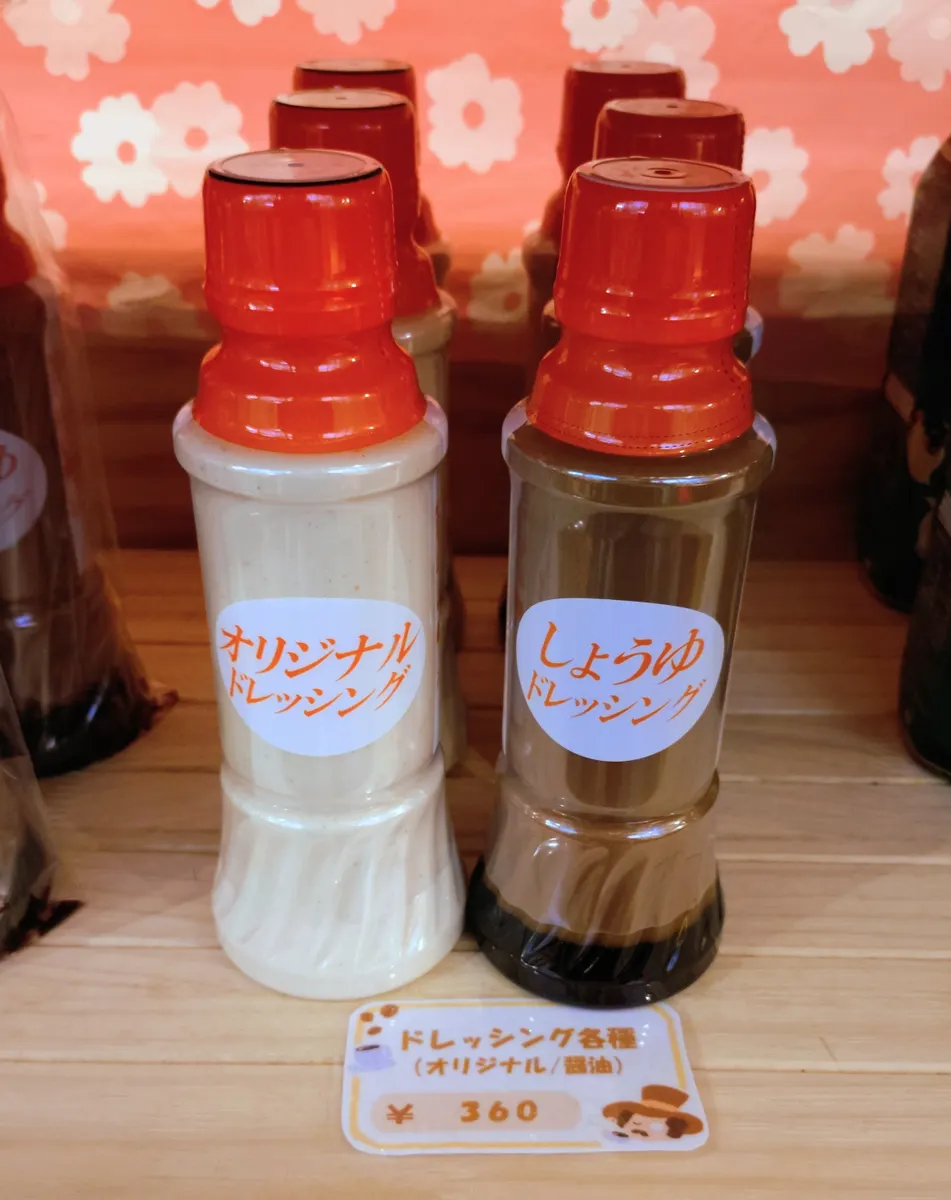 オリジナル
ドレッシング
しょうゆ
ドレッシング
ドレッシング各種
(オリジナル/醤油)
¥ 360
ゆ